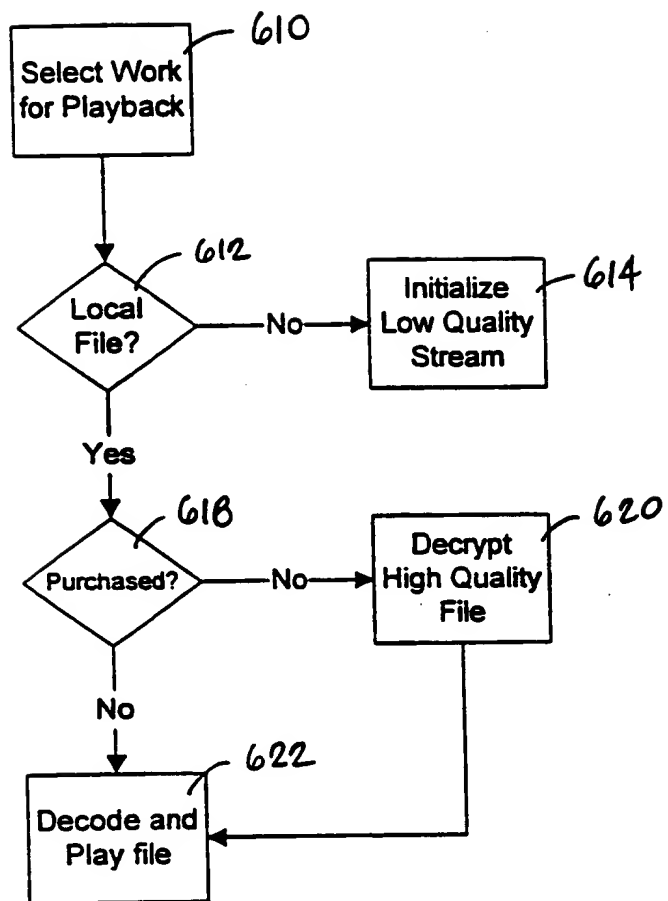 610
Select Work
for Playback
612
Local
File?
No
Initialize
Low Quality
Stream
614
Yes
618
Purchased?
No
Decrypt
High Quality
File
620
No
622
Decode and
Play file